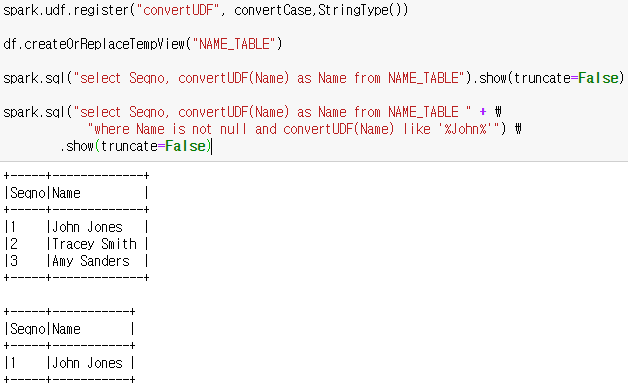 spark.udf.register("convertUDF", convertCase,StringType())
df.createOrReplaceTempView("NAME_TABLE")
spark.sql("select Seqno, convertUDF(Name) as Name from NAME_TABLE").show(truncate=False)
spark.sql("select Seqno, convertUDF(Name) as Name from NAME_TABLE " + ₩
"where Name is not null and convertUDF(Name) like '%John%'") ₩
.show(truncate=False)
+-----+------------+
|Seqno|Name        |
+-----+------------+
|1    |John Jones  |
|2    |Tracey Smith |
|3    |Amy Sanders |
+-----+------------+
+-----+-----------+
|Seqno|Name       |
+-----+-----------+
|1    |John Jones |
+-----+-----------+